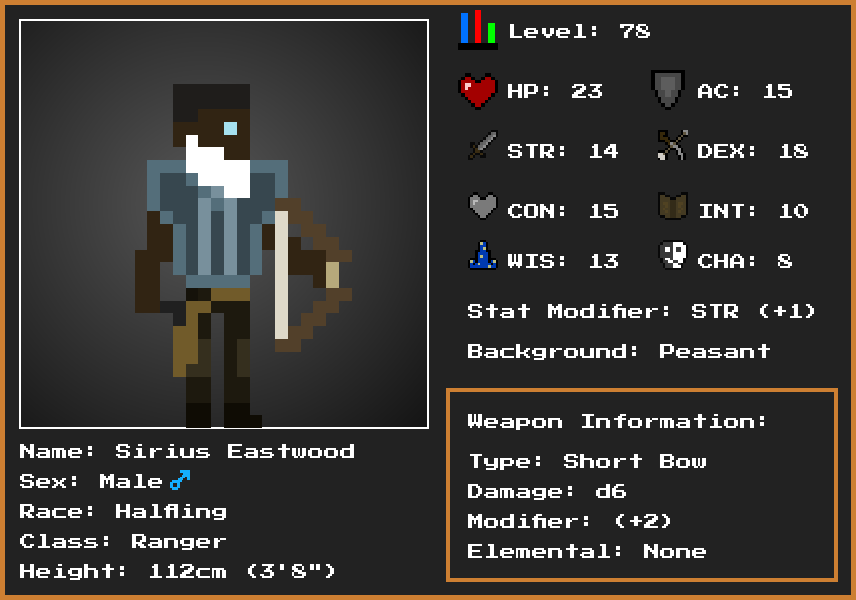 Level: 78
HP: 23
AC: 15
STR: 14
DEX: 18
CON: 15
INT: 10
WIS: 13
CHA: 8
Stat Modifier: STR (+1)
Background: Peasant
Weapon Information:
Type: Short Bow
Damage: d6
Modifier: (+2)
Elemental: None
Name: Sirius Eastwood
Sex: Male ♂
Race: Halfling
Class: Ranger
Height: 112cm (3'8")